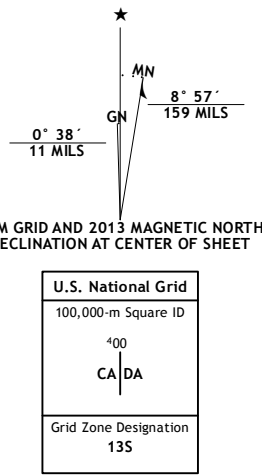 MN
GN
8° 57´
159 MILS
0° 38´
11 MILS
M GRID AND 2013 MAGNETIC NORTH
ECLINATION AT CENTER OF SHEET
U.S. National Grid
100,000-m Square ID
⁴00
CA DA
Grid Zone Designation
13S